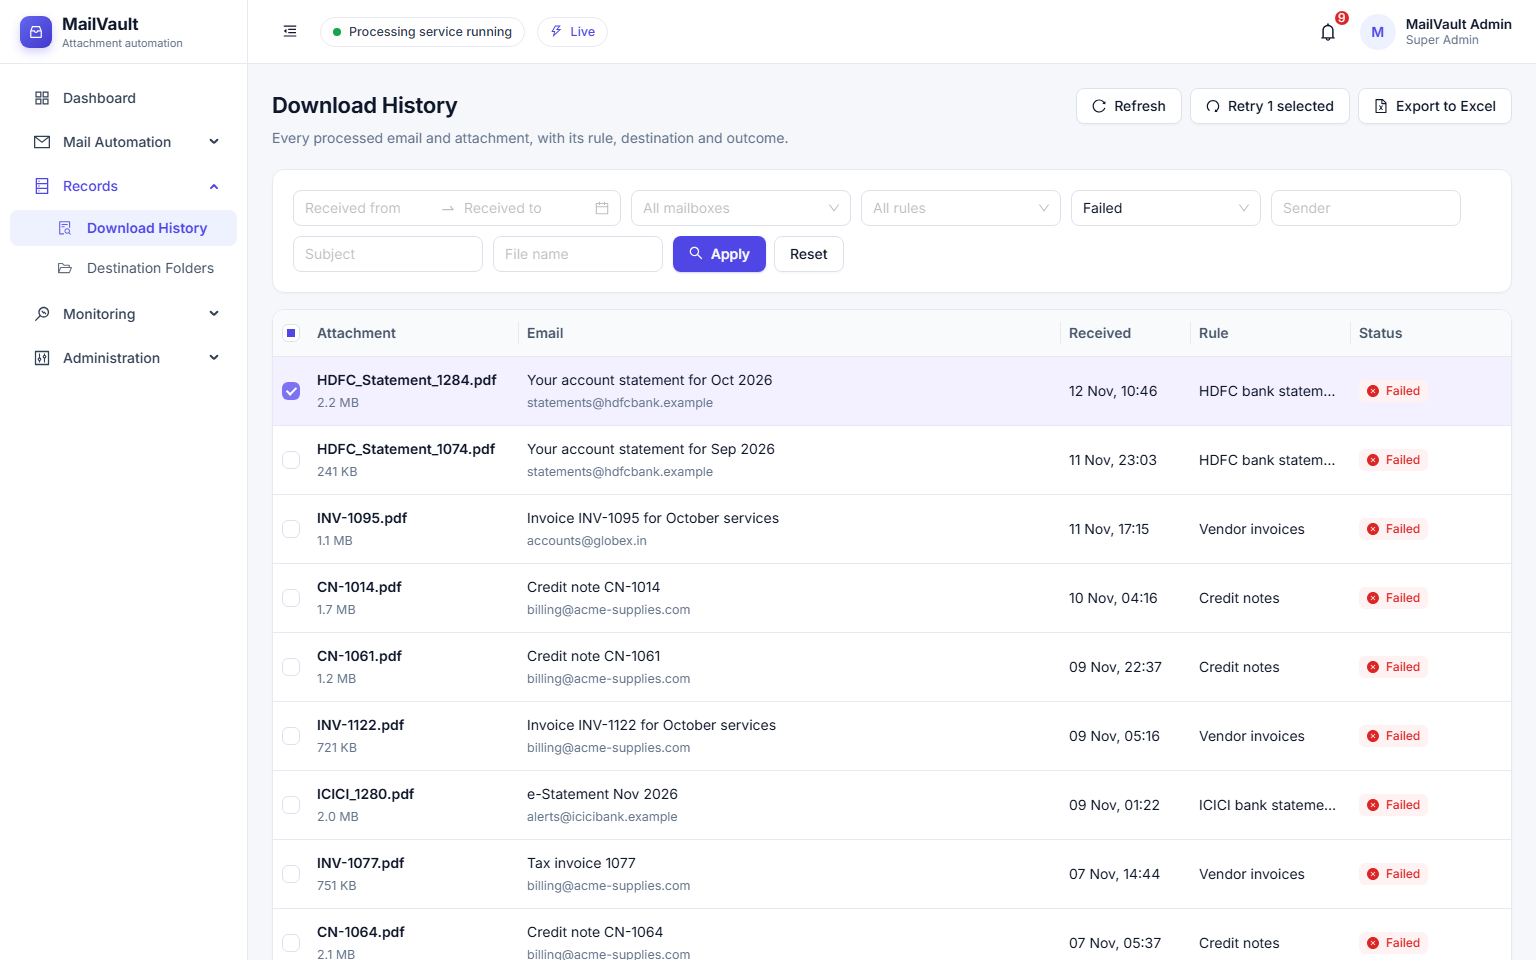 MailVault
Attachment automation
Processing service running
Live
9
M
MailVault Admin
Super Admin
Dashboard
Mail Automation
Records
Download History
Destination Folders
Monitoring
Administration
Download History
Every processed email and attachment, with its rule, destination and outcome.
Refresh
Retry 1 selected
Export to Excel
Received from
Received to
All mailboxes
All rules
Failed
Sender
Subject
File name
Apply
Reset
Attachment Email Received Rule Status
HDFC_Statement_1284.pdf Your account statement for Oct 2026 12 Nov, 10:46 HDFC bank statem... Failed
2.2 MB statements@hdfcbank.example
HDFC_Statement_1074.pdf Your account statement for Sep 2026 11 Nov, 23:03 HDFC bank statem... Failed
241 KB statements@hdfcbank.example
INV-1095.pdf Invoice INV-1095 for October services 11 Nov, 17:15 Vendor invoices Failed
1.1 MB accounts@globex.in
CN-1014.pdf Credit note CN-1014 10 Nov, 04:16 Credit notes Failed
1.7 MB billing@acme-supplies.com
CN-1061.pdf Credit note CN-1061 09 Nov, 22:37 Credit notes Failed
1.2 MB billing@acme-supplies.com
INV-1122.pdf Invoice INV-1122 for October services 09 Nov, 05:16 Vendor invoices Failed
721 KB billing@acme-supplies.com
ICICI_1280.pdf e-Statement Nov 2026 09 Nov, 01:22 ICICI bank stateme... Failed
2.0 MB alerts@icicibank.example
INV-1077.pdf Tax invoice 1077 07 Nov, 14:44 Vendor invoices Failed
751 KB billing@acme-supplies.com
CN-1064.pdf Credit note CN-1064 07 Nov, 05:37 Credit notes Failed
2.1 MB billing@acme-supplies.com